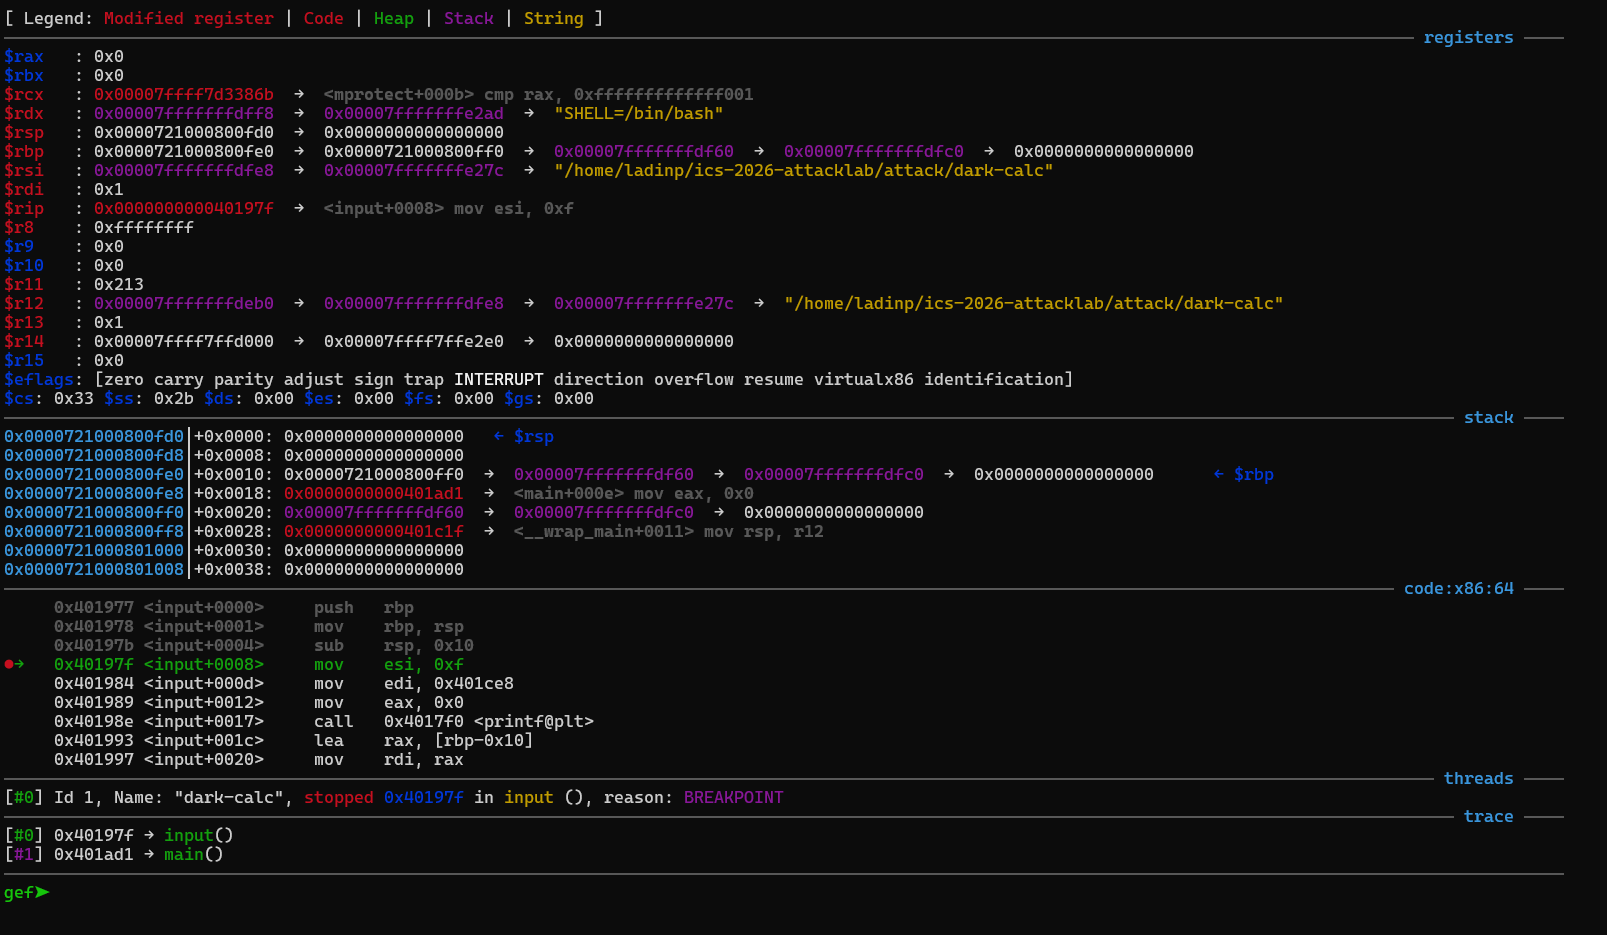 [ Legend: Modified register | Code | Heap | Stack | String ]
registers
$rax   : 0x0
$rbx   : 0x0
$rcx   : 0x00007ffff7d3386b  →  <mprotect+000b> cmp rax, 0xfffffffffffff001
$rdx   : 0x00007fffffffdff8  →  0x00007fffffffe2ad  →  "SHELL=/bin/bash"
$rsp   : 0x0000721000800fd0  →  0x0000000000000000
$rbp   : 0x0000721000800fe0  →  0x0000721000800ff0  →  0x00007fffffffdf60  →  0x00007fffffffdfc0  →  0x0000000000000000
$rsi   : 0x00007fffffffdfe8  →  0x00007fffffffe27c  →  "/home/ladinp/ics-2026-attacklab/attack/dark-calc"
$rdi   : 0x1
$rip   : 0x000000000040197f  →  <input+0008> mov esi, 0xf
$r8    : 0xffffffff
$r9    : 0x0
$r10   : 0x0
$r11   : 0x213
$r12   : 0x00007fffffffdeb0  →  0x00007fffffffdfe8  →  0x00007fffffffe27c  →  "/home/ladinp/ics-2026-attacklab/attack/dark-calc"
$r13   : 0x1
$r14   : 0x00007ffff7ffd000  →  0x00007ffff7ffe2e0  →  0x0000000000000000
$r15   : 0x0
$eflags: [zero carry parity adjust sign trap INTERRUPT direction overflow resume virtualx86 identification]
$cs: 0x33 $ss: 0x2b $ds: 0x00 $es: 0x00 $fs: 0x00 $gs: 0x00
stack
0x0000721000800fd0│+0x0000: 0x0000000000000000   ← $rsp
0x0000721000800fd8│+0x0008: 0x0000000000000000
0x0000721000800fe0│+0x0010: 0x0000721000800ff0  →  0x00007fffffffdf60  →  0x00007fffffffdfc0  →  0x0000000000000000      ← $rbp
0x0000721000800fe8│+0x0018: 0x0000000000401ad1  →  <main+000e> mov eax, 0x0
0x0000721000800ff0│+0x0020: 0x00007fffffffdf60  →  0x00007fffffffdfc0  →  0x0000000000000000
0x0000721000800ff8│+0x0028: 0x0000000000401c1f  →  <__wrap_main+0011> mov rsp, r12
0x0000721000801000│+0x0030: 0x0000000000000000
0x0000721000801008│+0x0038: 0x0000000000000000
code:x86:64
0x401977 <input+0000>     push   rbp
0x401978 <input+0001>     mov    rbp, rsp
0x40197b <input+0004>     sub    rsp, 0x10
●→   0x40197f <input+0008>     mov    esi, 0xf
0x401984 <input+000d>     mov    edi, 0x401ce8
0x401989 <input+0012>     mov    eax, 0x0
0x40198e <input+0017>     call   0x4017f0 <printf@plt>
0x401993 <input+001c>     lea    rax, [rbp-0x10]
0x401997 <input+0020>     mov    rdi, rax
threads
[#0] Id 1, Name: "dark-calc", stopped 0x40197f in input (), reason: BREAKPOINT
trace
[#0] 0x40197f → input()
[#1] 0x401ad1 → main()
gef➤